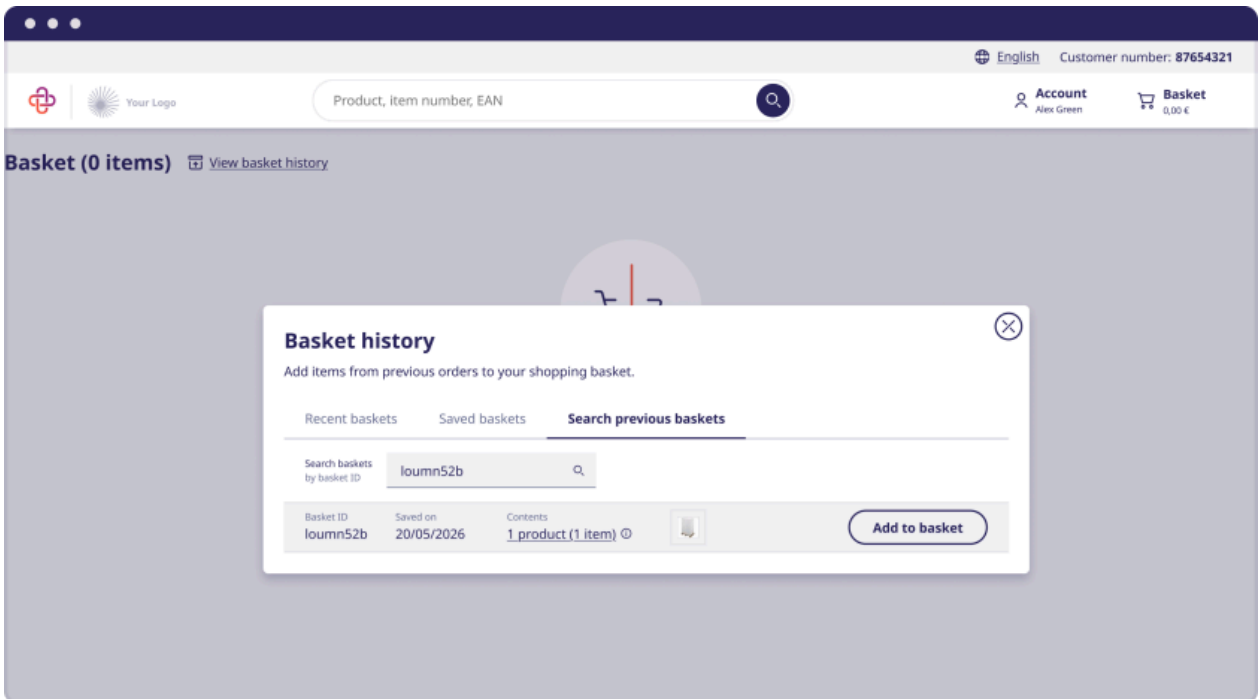 English Customer number: 87654321
Your Logo
Product, item number, EAN
Account
Alex Green
Basket
0,00 €
Basket (0 items) View basket history
Basket history
Add items from previous orders to your shopping basket.
Recent baskets Saved baskets Search previous baskets
Search baskets
by basket ID
loumn52b
Basket ID Saved on Contents
loumn52b 20/05/2026 1 product (1 item)
Add to basket